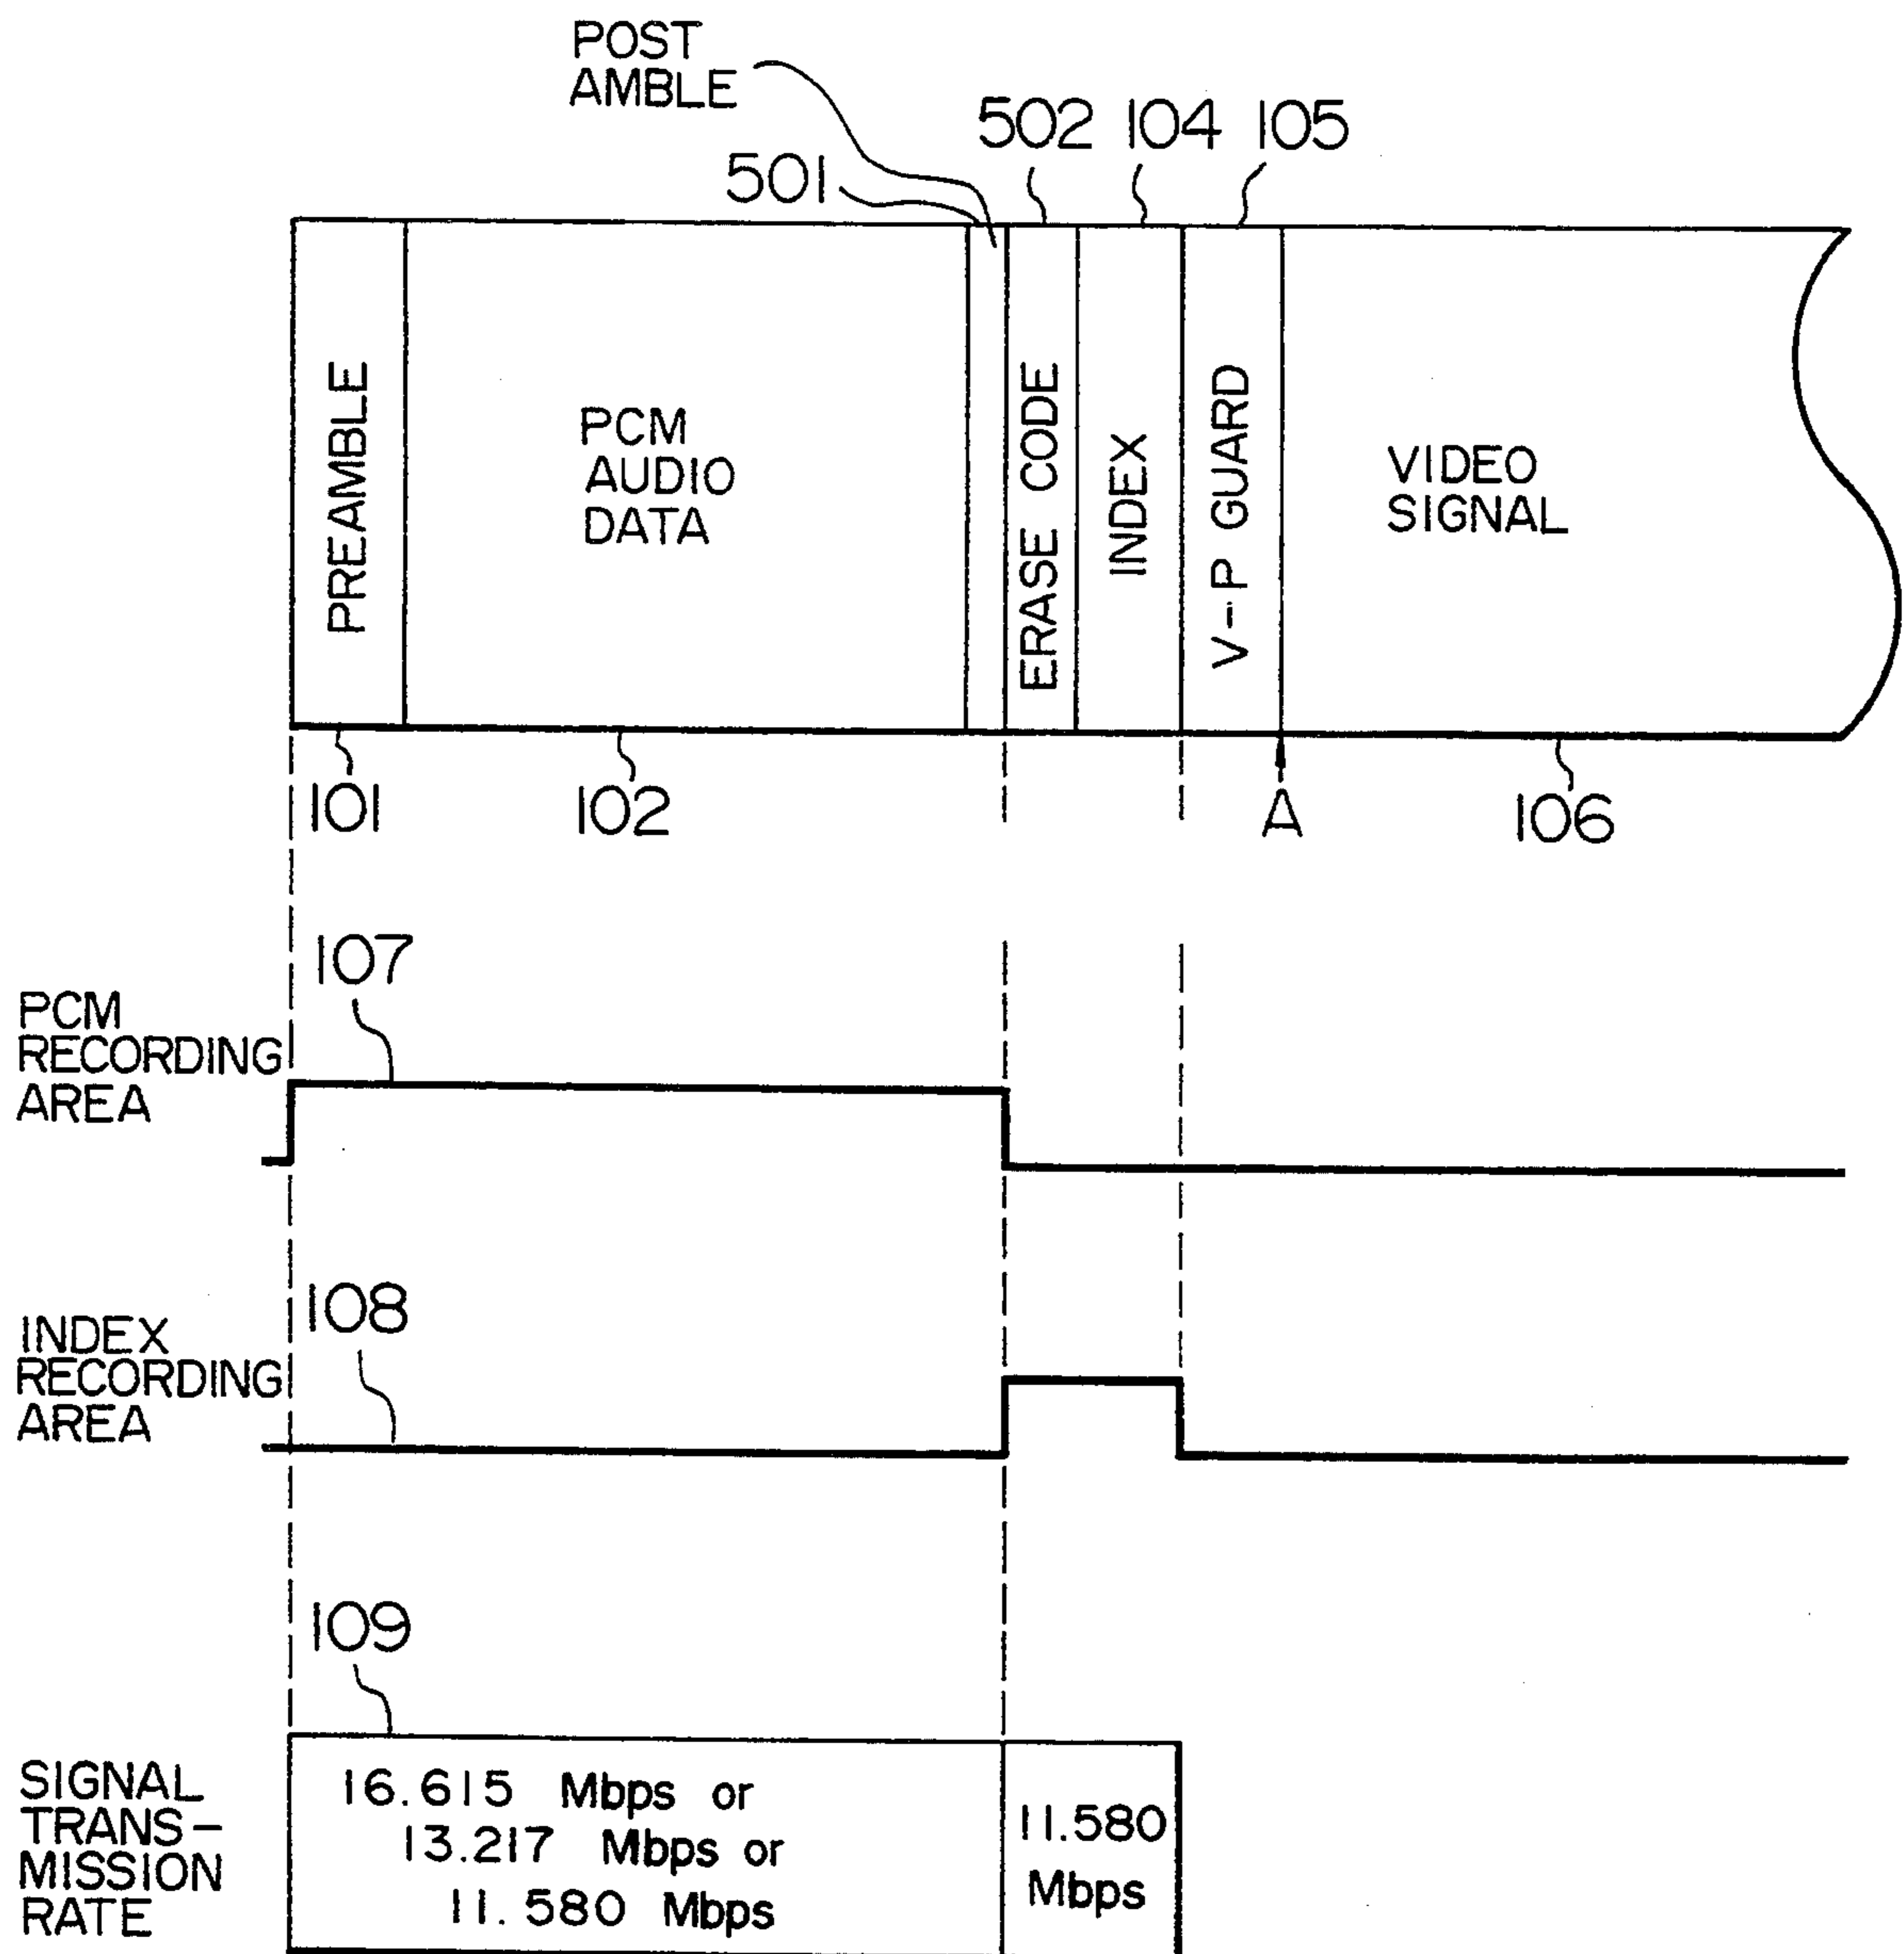 POST
AMBLE
501
502 104 105
PREAMBLE
PCM
AUDIO
DATA
ERASE CODE
INDEX
V-P GUARD
VIDEO
SIGNAL
101
102
A
106
107
PCM
RECORDING
AREA
108
INDEX
RECORDING
AREA
109
SIGNAL
TRANS-
MISSION
RATE
16.615 Mbps or
13.217 Mbps or
11.580 Mbps
11.580
Mbps